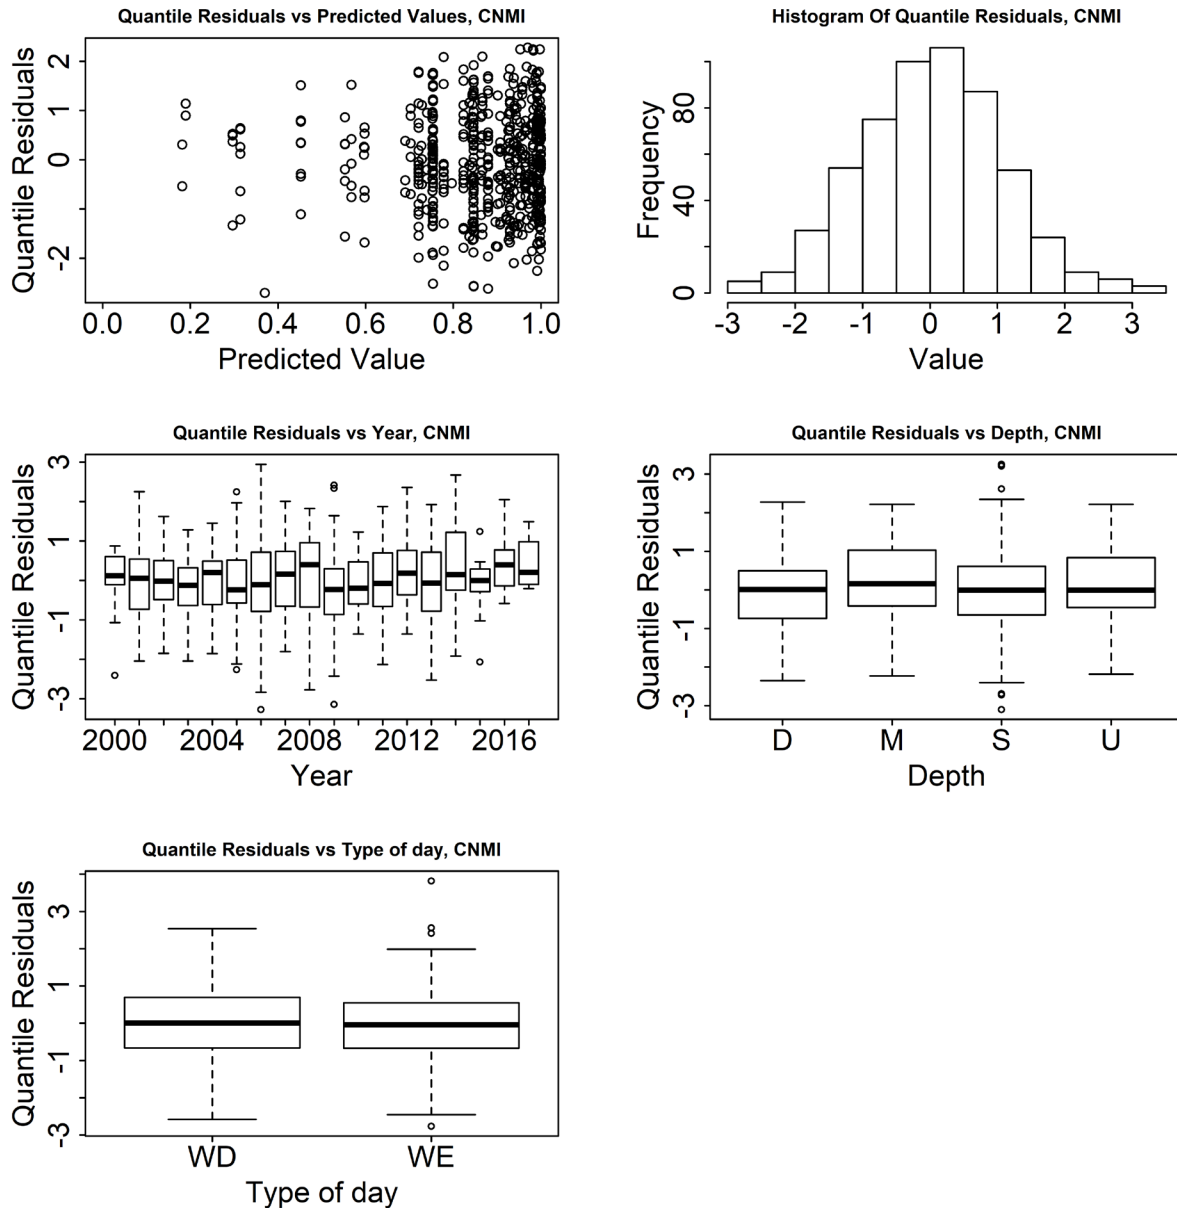 Quantile Residuals vs Predicted Values, CNMI
Quantile Residuals
2
1
0
-2
0.0 0.2 0.4 0.6 0.8 1.0
Predicted Value
Histogram Of Quantile Residuals, CNMI
Frequency
80
40
0
-3 -2 -1 0 1 2 3
Value
Quantile Residuals vs Year, CNMI
Quantile Residuals
3
1
-1
-3
2000 2004 2008 2012 2016
Year
Quantile Residuals vs Depth, CNMI
Quantile Residuals
3
1
-1
-3
D M S U
Depth
Quantile Residuals vs Type of day, CNMI
Quantile Residuals
3
1
-1
-3
WD WE
Type of day